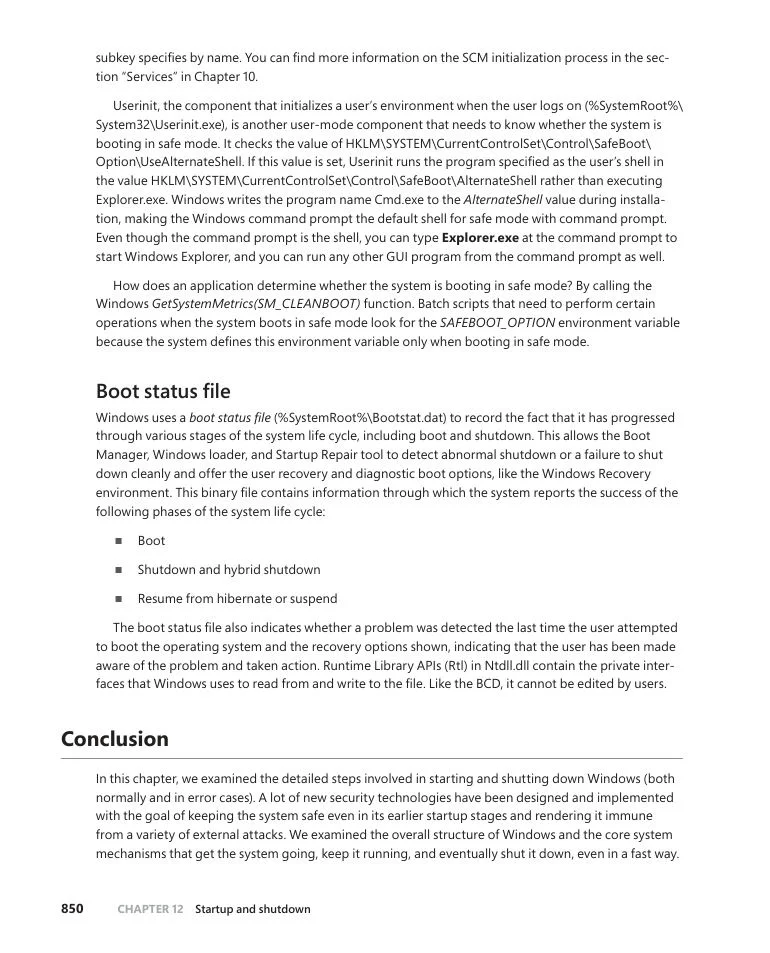 subkey specifies by name. You can find more information on the SCM initialization process in the sec-
tion “Services” in Chapter 10.
Userinit, the component that initializes a user’s environment when the user logs on (%SystemRoot%\
System32\Userinit.exe), is another user-mode component that needs to know whether the system is
booting in safe mode. It checks the value of HKLM\SYSTEM\CurrentControlSet\Control\SafeBoot\
Option\UseAlternateShell. If this value is set, Userinit runs the program specified as the user’s shell in
the value HKLM\SYSTEM\CurrentControlSet\Control\SafeBoot\AlternateShell rather than executing
Explorer.exe. Windows writes the program name Cmd.exe to the AlternateShell value during installa-
tion, making the Windows command prompt the default shell for safe mode with command prompt.
Even though the command prompt is the shell, you can type Explorer.exe at the command prompt to
start Windows Explorer, and you can run any other GUI program from the command prompt as well.
How does an application determine whether the system is booting in safe mode? By calling the
Windows GetSystemMetrics(SM_CLEANBOOT) function. Batch scripts that need to perform certain
operations when the system boots in safe mode look for the SAFEBOOT_OPTION environment variable
because the system defines this environment variable only when booting in safe mode.
Boot status file
Windows uses a boot status file (%SystemRoot%\Bootstat.dat) to record the fact that it has progressed
through various stages of the system life cycle, including boot and shutdown. This allows the Boot
Manager, Windows loader, and Startup Repair tool to detect abnormal shutdown or a failure to shut
down cleanly and offer the user recovery and diagnostic boot options, like the Windows Recovery
environment. This binary file contains information through which the system reports the success of the
following phases of the system life cycle:
■ Boot
■ Shutdown and hybrid shutdown
■ Resume from hibernate or suspend
The boot status file also indicates whether a problem was detected the last time the user attempted
to boot the operating system and the recovery options shown, indicating that the user has been made
aware of the problem and taken action. Runtime Library APIs (Rtl) in Ntdll.dll contain the private inter-
faces that Windows uses to read from and write to the file. Like the BCD, it cannot be edited by users.
Conclusion
In this chapter, we examined the detailed steps involved in starting and shutting down Windows (both
normally and in error cases). A lot of new security technologies have been designed and implemented
with the goal of keeping the system safe even in its earlier startup stages and rendering it immune
from a variety of external attacks. We examined the overall structure of Windows and the core system
mechanisms that get the system going, keep it running, and eventually shut it down, even in a fast way.
850 CHAPTER 12 Startup and shutdown